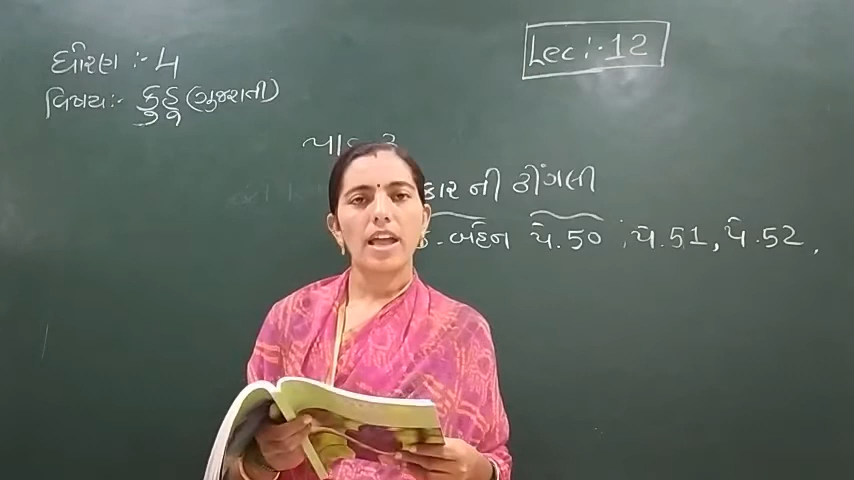 Lec :- 12
ધોરણ :- 4
વિષય:- કુહૂ (ગુજરાતી)
કાર ની ઢીંગલી
બહેન પે.50 , પે.51, પે.52 ,